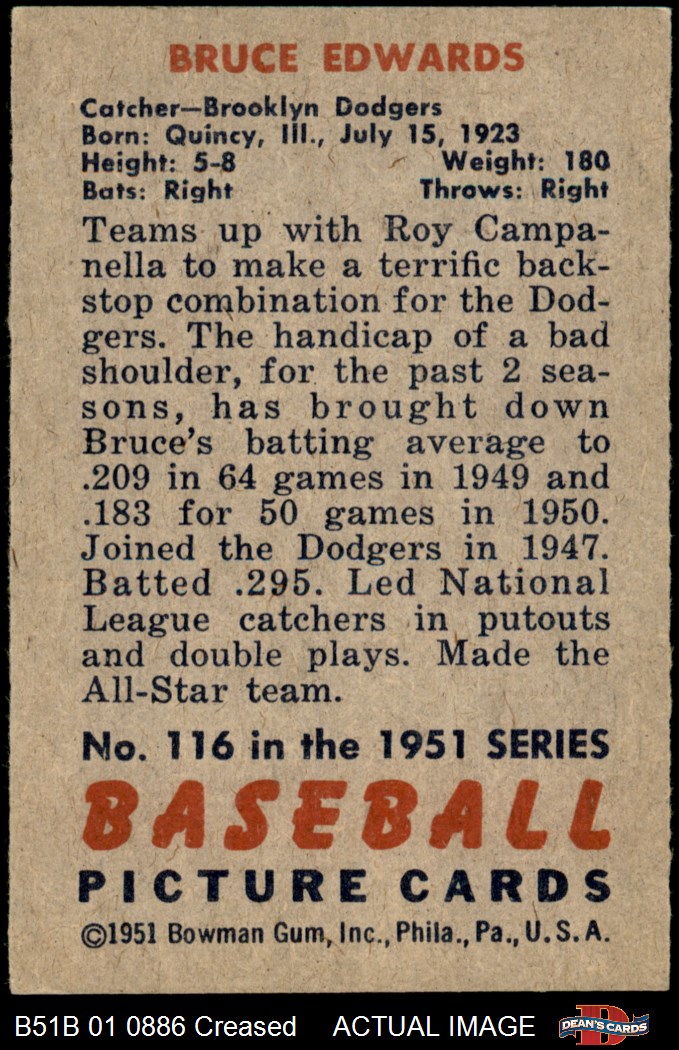 BRUCE EDWARDS
Catcher—Brooklyn Dodgers
Born: Quincy, Ill., July 15, 1923
Height: 5-8 Weight: 180
Bats: Right Throws: Right
Teams up with Roy Campa-
nella to make a terrific back-
stop combination for the Dod-
gers. The handicap of a bad
shoulder, for the past 2 sea-
sons, has brought down
Bruce's batting average to
.209 in 64 games in 1949 and
.183 for 50 games in 1950.
Joined the Dodgers in 1947.
Batted .295. Led National
League catchers in putouts
and double plays. Made the
All-Star team.
No. 116 in the 1951 SERIES
BASEBALL
PICTURE CARDS
©1951 Bowman Gum, Inc., Phila., Pa., U.S.A.
B51B 01 0886 Creased ACTUAL IMAGE D DEAN'S CARDS